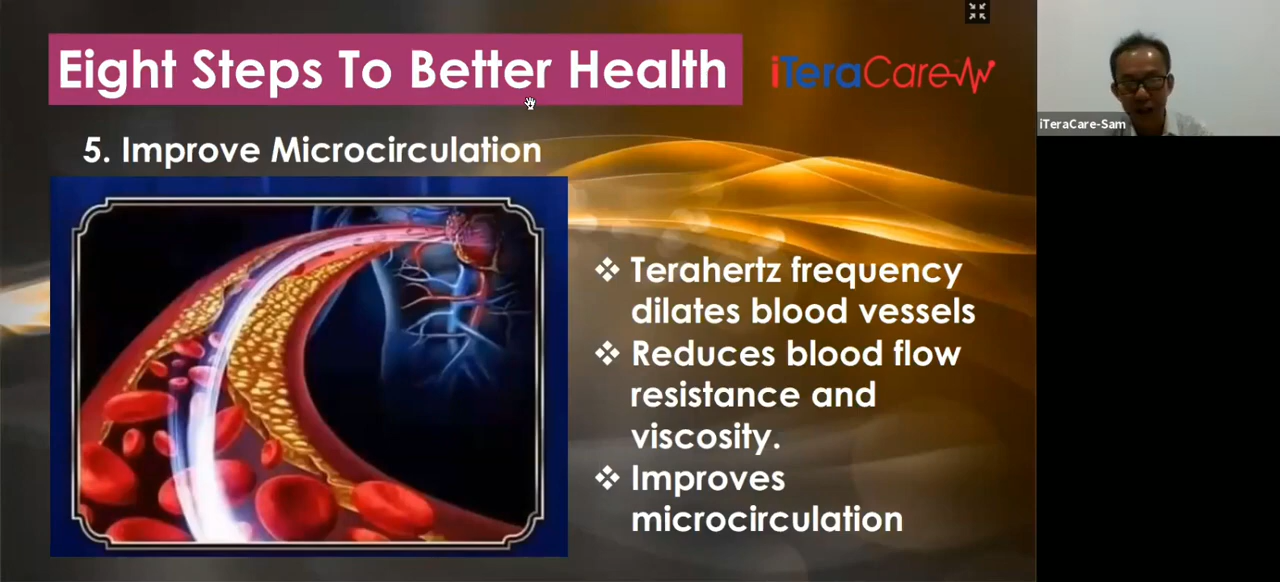 Eight Steps To Better Health
iTeraCare
5. Improve Microcirculation
❖ Terahertz frequency
dilates blood vessels
❖ Reduces blood flow
resistance and
viscosity.
❖ Improves
microcirculation
iTeraCare-Sam